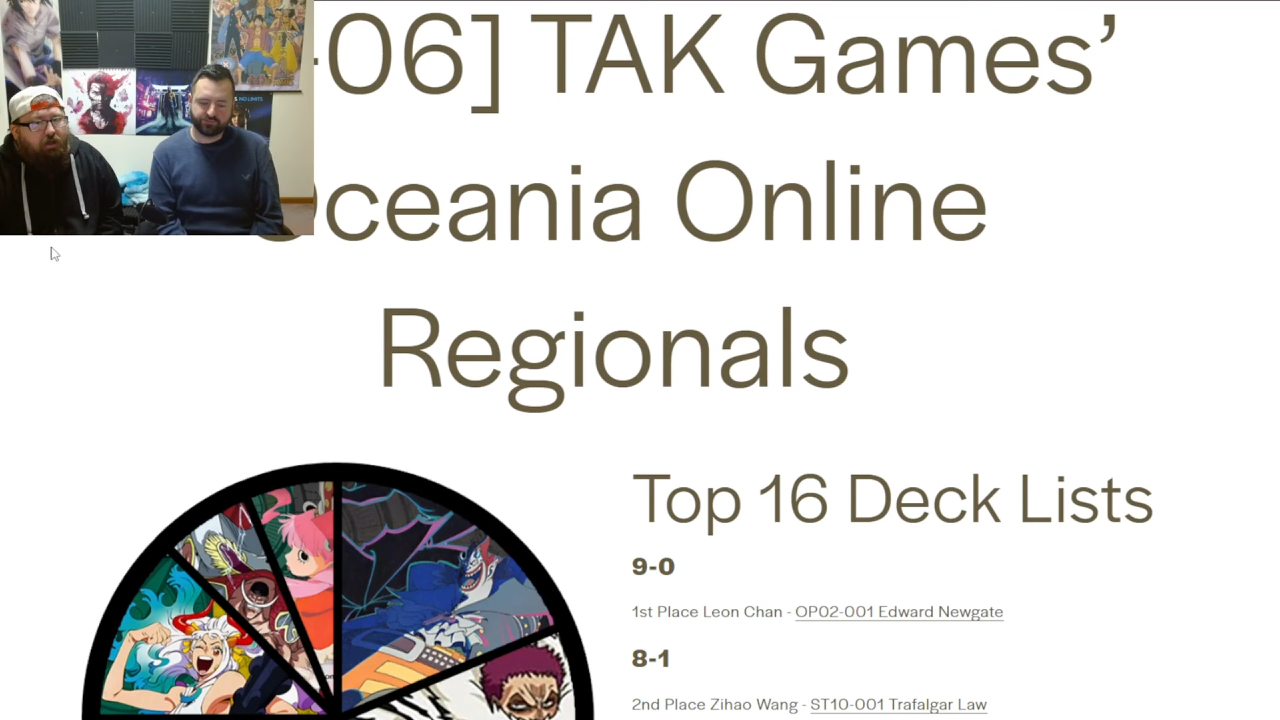 -06] TAK Games’
Oceania Online
Regionals
Top 16 Deck Lists
9-0
1st Place Leon Chan - OP02-001 Edward Newgate
8-1
2nd Place Zihao Wang - ST10-001 Trafalgar Law